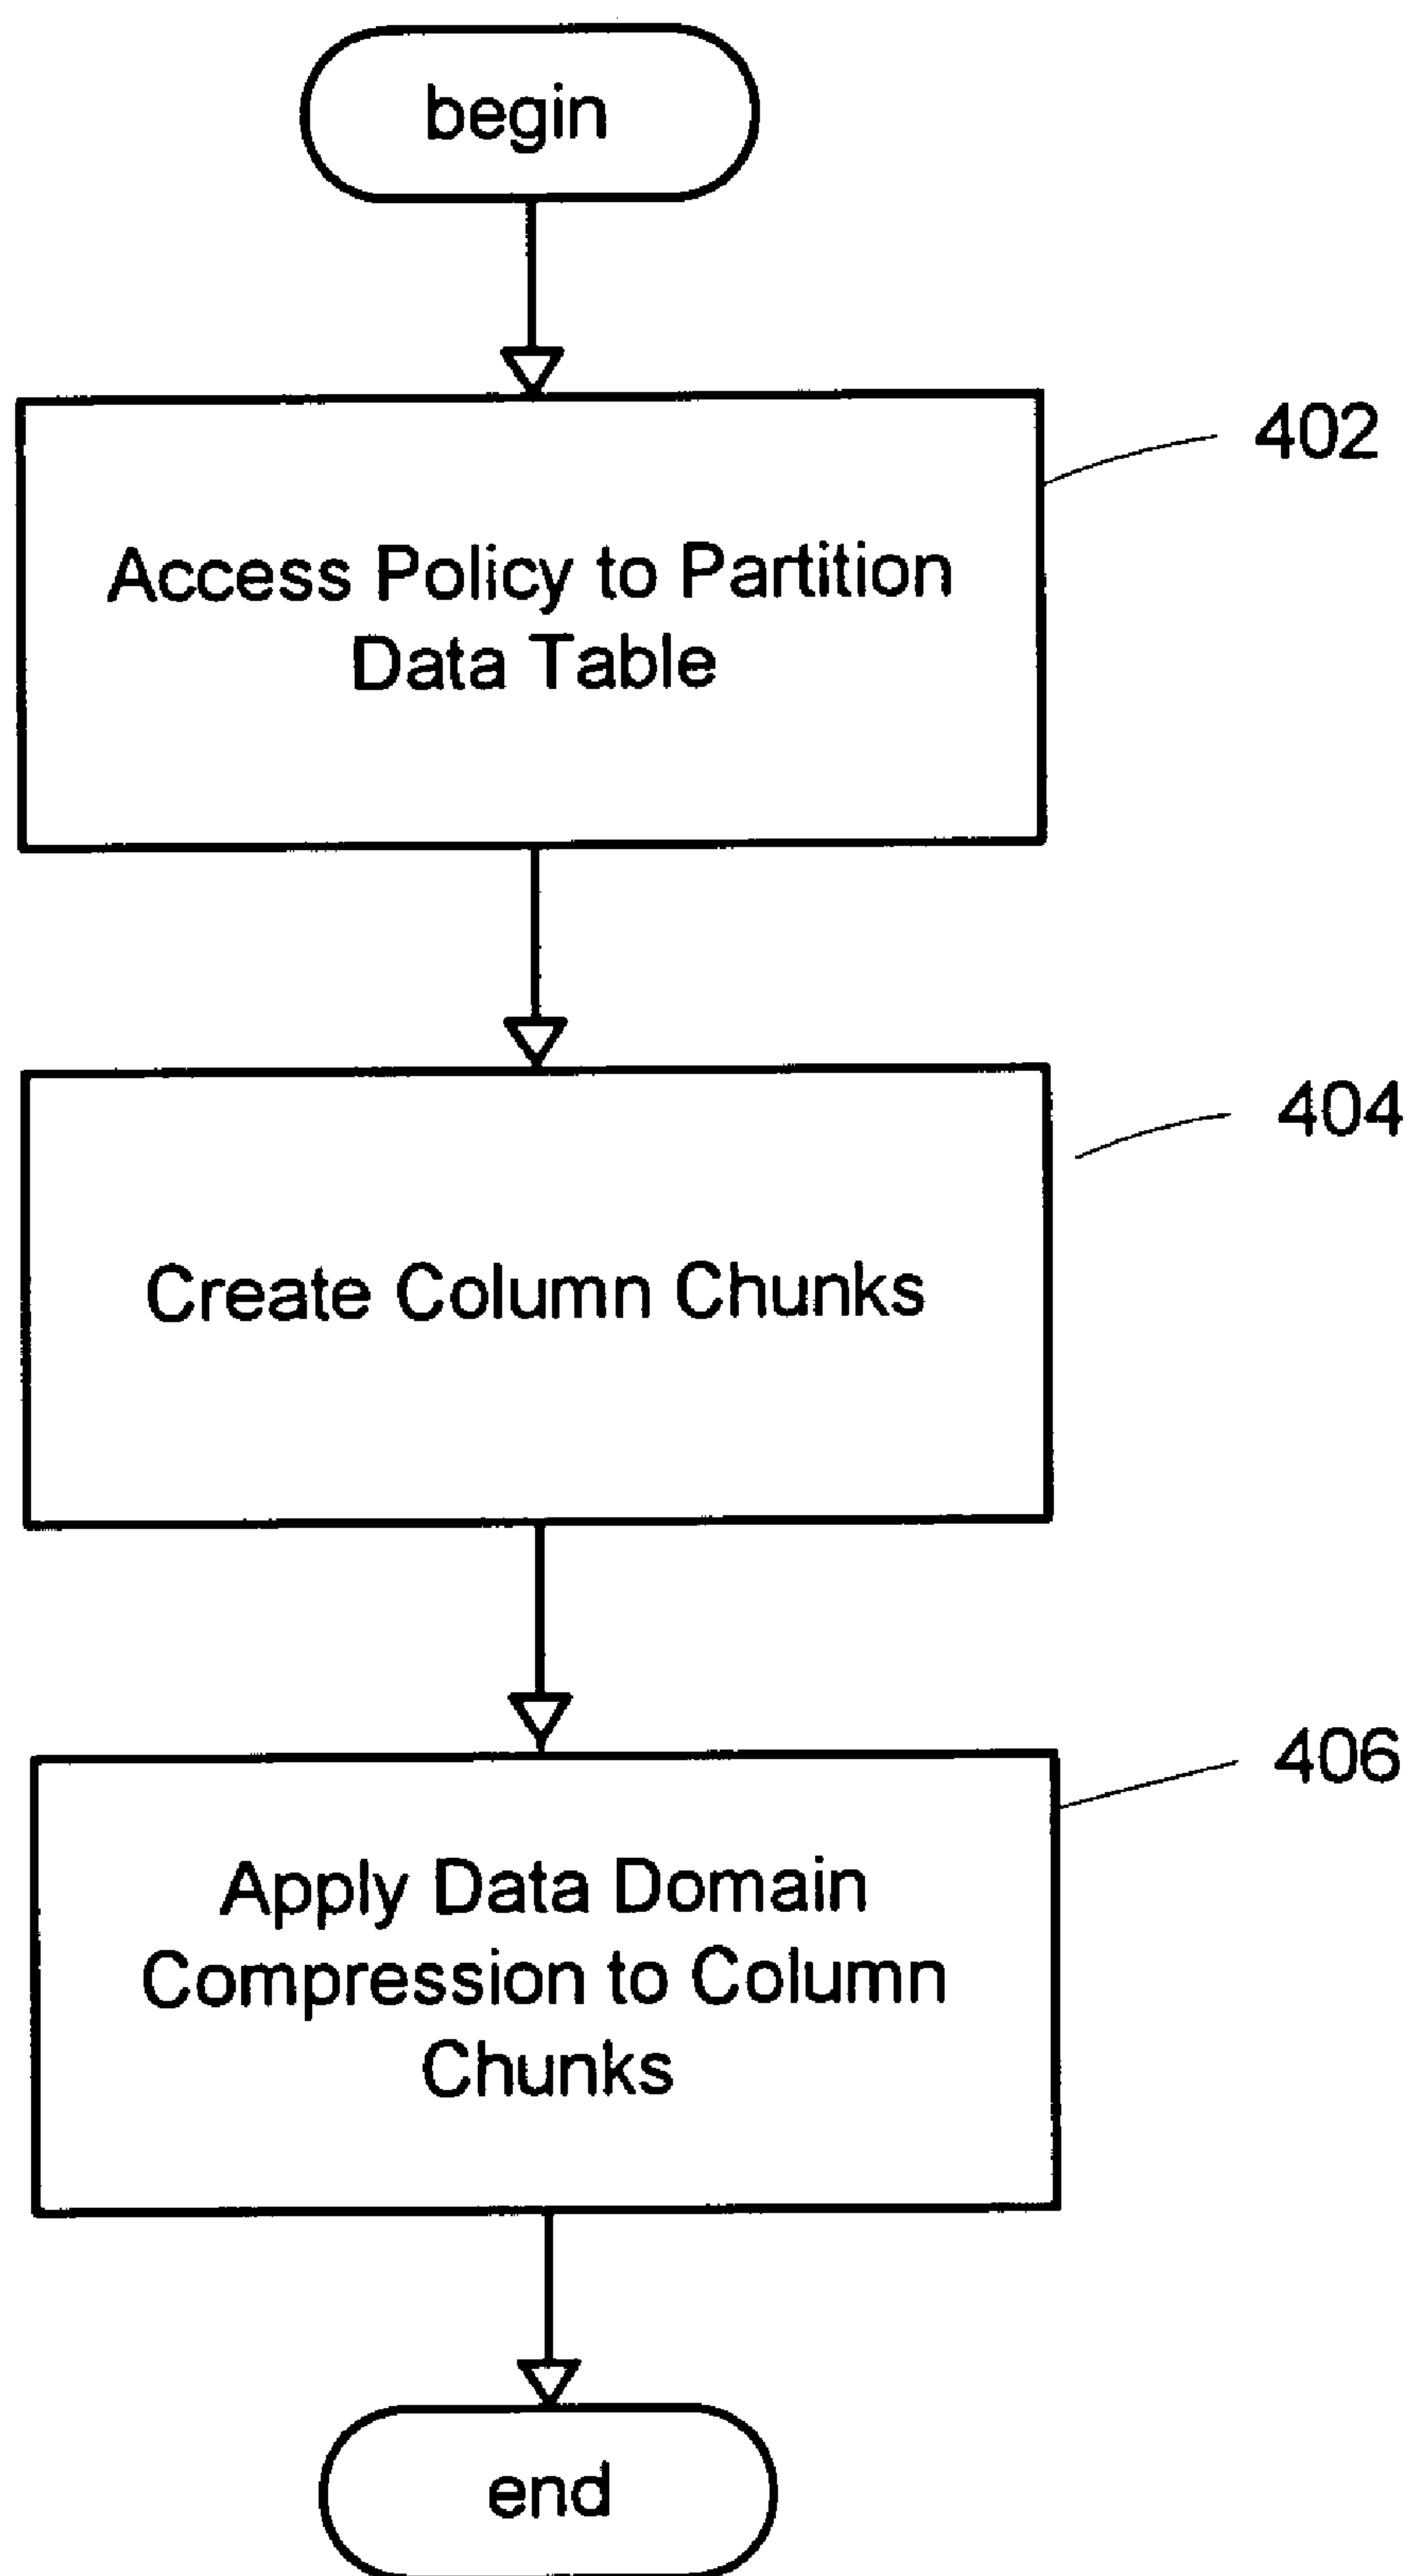 begin
402
Access Policy to Partition
Data Table
404
Create Column Chunks
406
Apply Data Domain
Compression to Column
Chunks
end